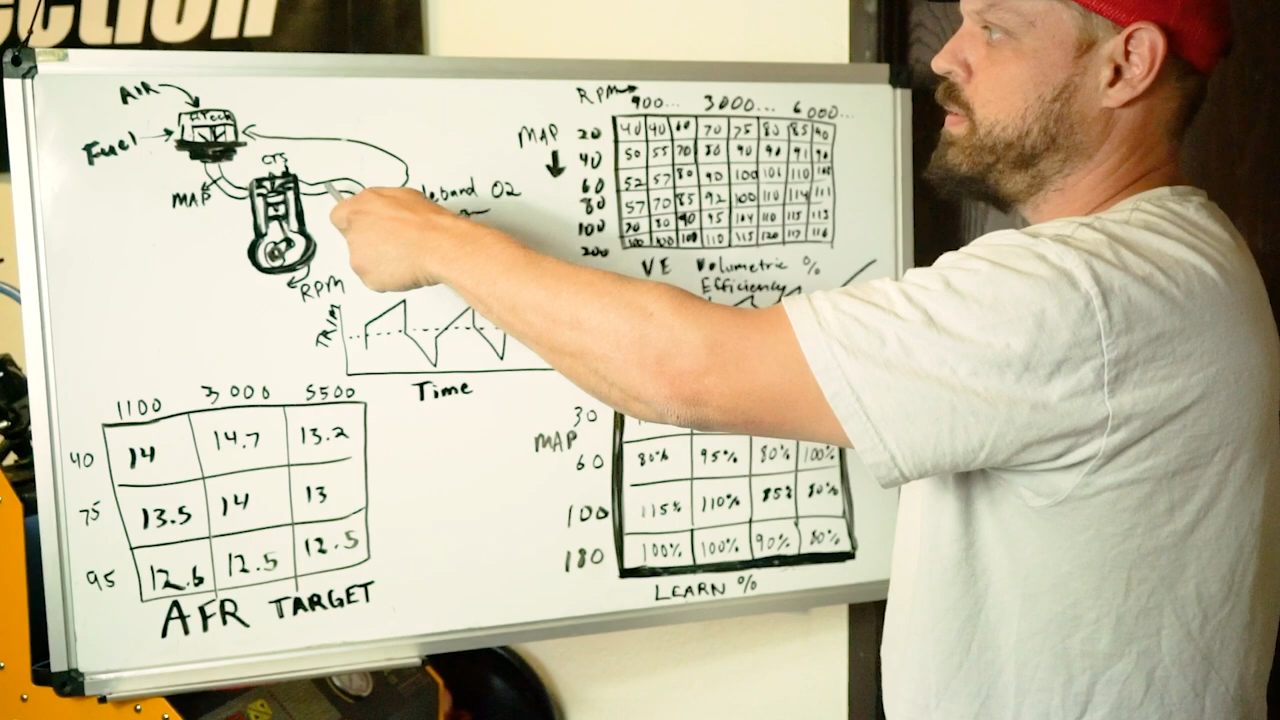 ection
AIR
FiTech
Fuel
CTS
MAP
RPM
eband O2
TRIM
Time
1100 3000 5500
40 14 14.7 13.2
75 13.5 14 13
95 12.6 12.5 12.5
AFR TARGET
RPM
900... 3000... 6000...
MAP
20 40 40 60 70 75 80 85 90
40 50 55 70 80 90 90 91 90
60 52 57 80 90 100 106 110
80 57 70 85 92 100 110 114 111
100 70 80 90 95 104 110 115 113
200 100 100 100 110 115 120 117 116
VE Volumetric %
Efficiency
MAP
30
60 80% 95% 80% 100%
100 115% 110% 85% 80%
180 100% 100% 90% 80%
LEARN %